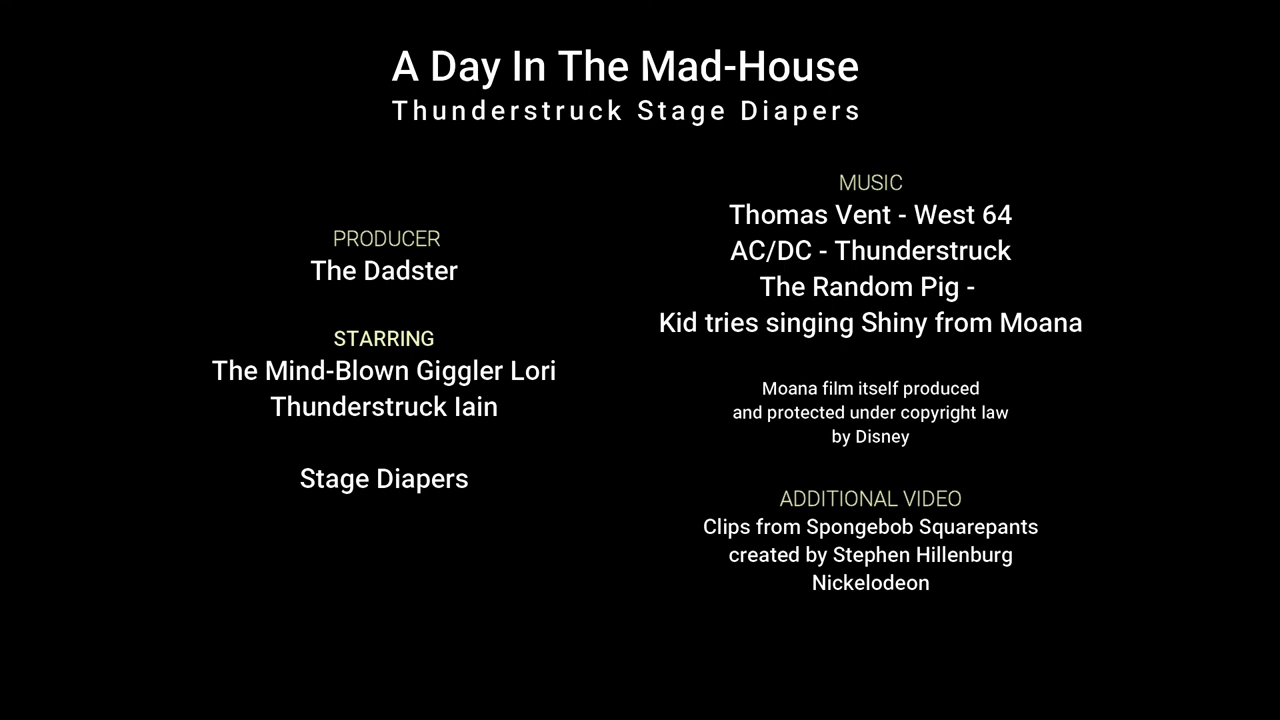 A Day In The Mad-House
Thunderstruck Stage Diapers
PRODUCER
The Dadster
STARRING
The Mind-Blown Giggler Lori
Thunderstruck Iain
Stage Diapers
MUSIC
Thomas Vent - West 64
AC/DC - Thunderstruck
The Random Pig -
Kid tries singing Shiny from Moana
Moana film itself produced
and protected under copyright law
by Disney
ADDITIONAL VIDEO
Clips from Spongebob Squarepants
created by Stephen Hillenburg
Nickelodeon